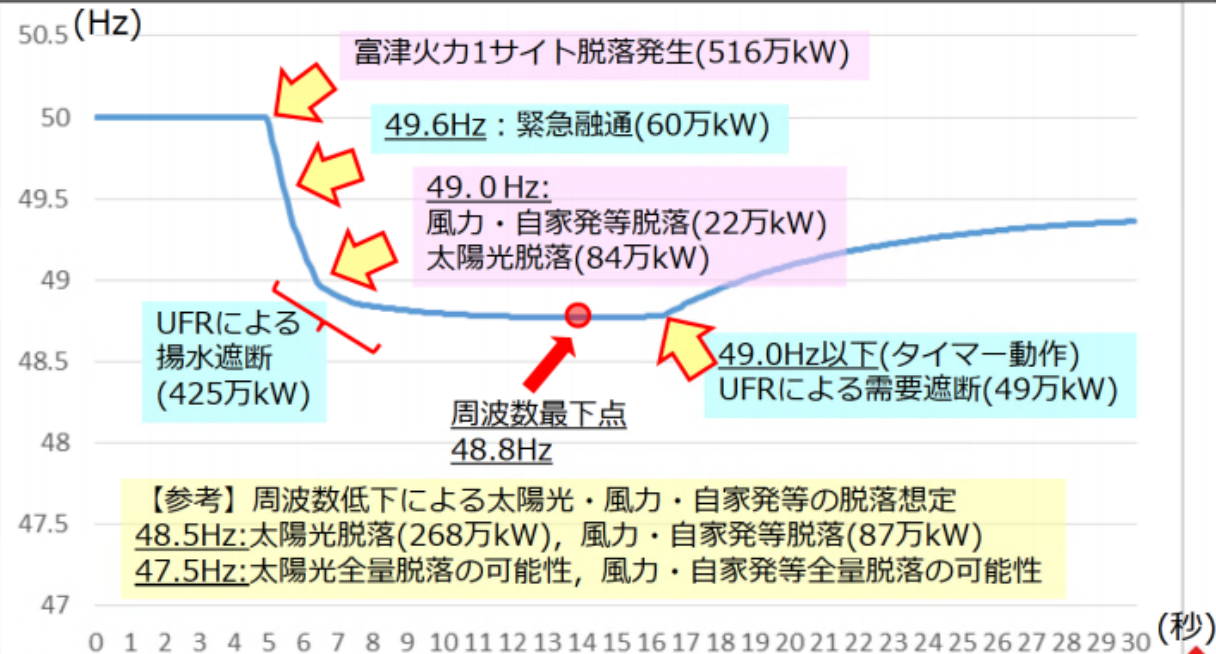 (Hz)
50.5
50
49.5
49
48.5
48
47.5
47
富津火力1サイト脱落発生(516万kW)
49.6Hz：緊急融通(60万kW)
49.0Hz:
風力・自家発等脱落(22万kW)
太陽光脱落(84万kW)
UFRによる
揚水遮断
(425万kW)
周波数最下点
48.8Hz
49.0Hz以下(タイマー動作)
UFRによる需要遮断(49万kW)
【参考】周波数低下による太陽光・風力・自家発等の脱落想定
48.5Hz:太陽光脱落(268万kW), 風力・自家発等脱落(87万kW)
47.5Hz:太陽光全量脱落の可能性, 風力・自家発等全量脱落の可能性
0 1 2 3 4 5 6 7 8 9 10 11 12 13 14 15 16 17 18 19 20 21 22 23 24 25 26 27 28 29 30
(秒)